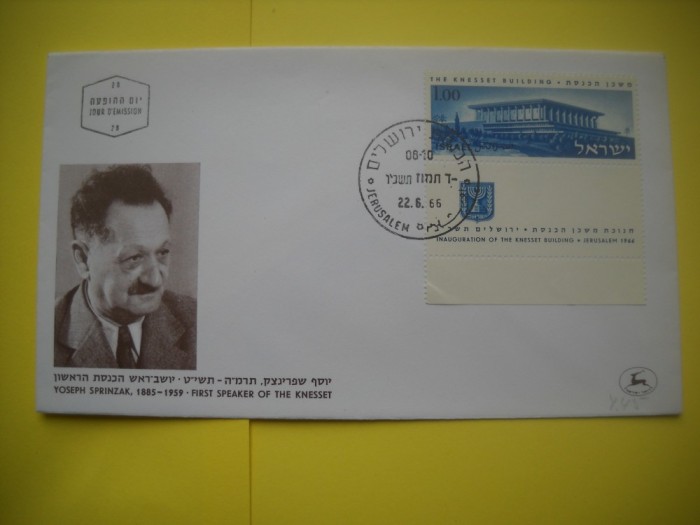 יום ההופעה
JOUR D'EMISSION
THE KNESSET BUILDING • משכן הכנסת
1.00
ISRAEL
ישראל
ירושלים
08-10
ד' תמוז תשכ"ו
22.6.66
JERUSALEM
חנוכת משכן הכנסת • ירושלים
INAUGURATION OF THE KNESSET BUILDING • JERUSALEM 1966
יוסף שפרינצק, תרמ"ה - תשי"ט • יושב־ראש הכנסת הראשון
YOSEPH SPRINZAK, 1885–1959 • FIRST SPEAKER OF THE KNESSET